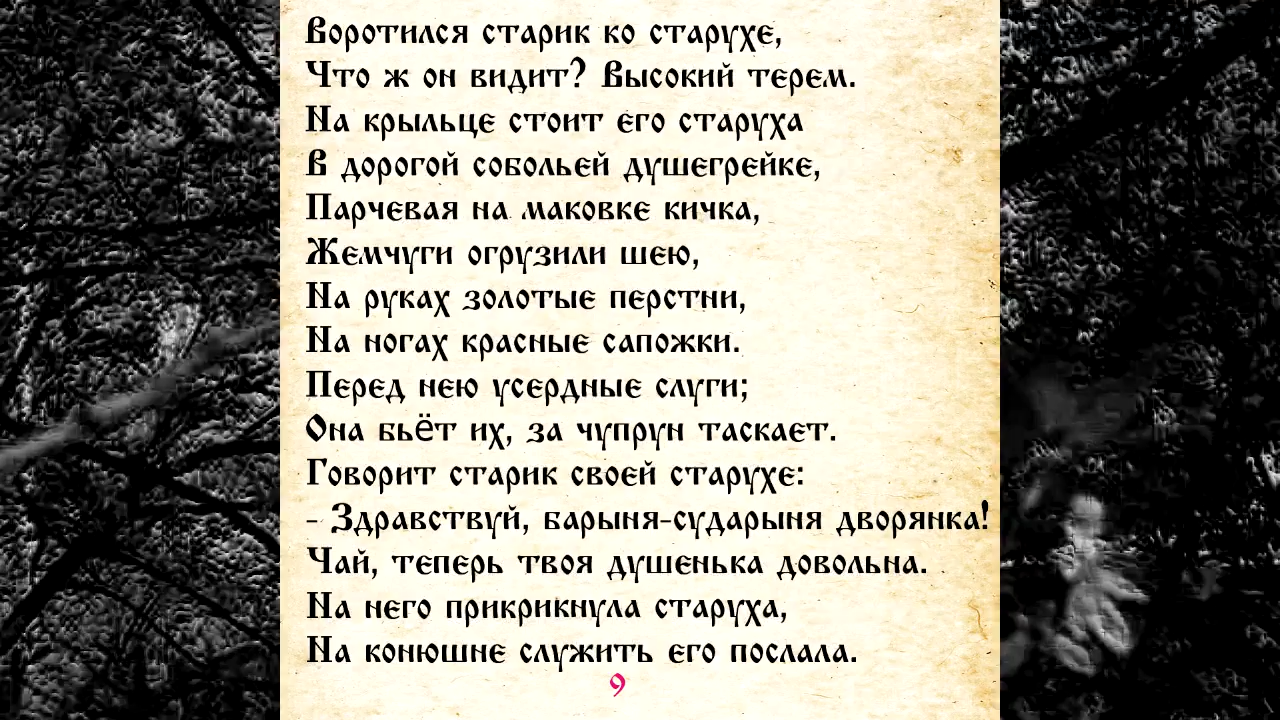 Воротился старик ко старухе,
Что ж он видит? Высокий терем.
На крыльце стоит его старуха
В дорогой собольей душегрейке,
Парчевая на маковке кичка,
Жемчуги огрузили шею,
На руках золотые перстни,
На ногах красные сапожки.
Перед нею усердные слуги;
Она бьёт их, за чупрун таскает.
Говорит старик своей старухе:
- Здравствуй, барыня-сударыня дворянка!
Чай, теперь твоя душенька довольна.
На него прикрикнула старуха,
На конюшне служить его послала.
9